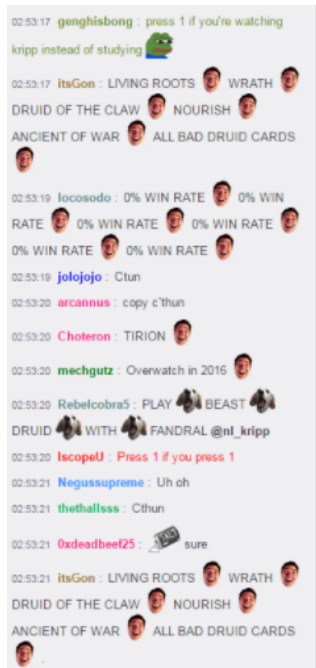 02:53:17 genghisbong : press 1 if you're watching
kripp instead of studying
02:53:17 itsGon : LIVING ROOTS WRATH
DRUID OF THE CLAW NOURISH
ANCIENT OF WAR ALL BAD DRUID CARDS
02:53:19 locosodo : 0% WIN RATE 0% WIN
RATE 0% WIN RATE 0% WIN RATE
0% WIN RATE 0% WIN RATE
02:53:19 jolojojo : Ctun
02:53:20 arcannus : copy c'thun
02:53:20 Choteron : TIRION
02:53:20 mechgutz : Overwatch in 2016
02:53:20 Rebelcobra5 : PLAY BEAST
DRUID WITH FANDRAL @nl_kripp
02:53:20 IscopeU : Press 1 if you press 1
02:53:21 Negussupreme : Uh oh
02:53:21 thethallsss : Cthun
02:53:21 0xdeadbeef25 : sure
02:53:21 itsGon : LIVING ROOTS WRATH
DRUID OF THE CLAW NOURISH
ANCIENT OF WAR ALL BAD DRUID CARDS
.